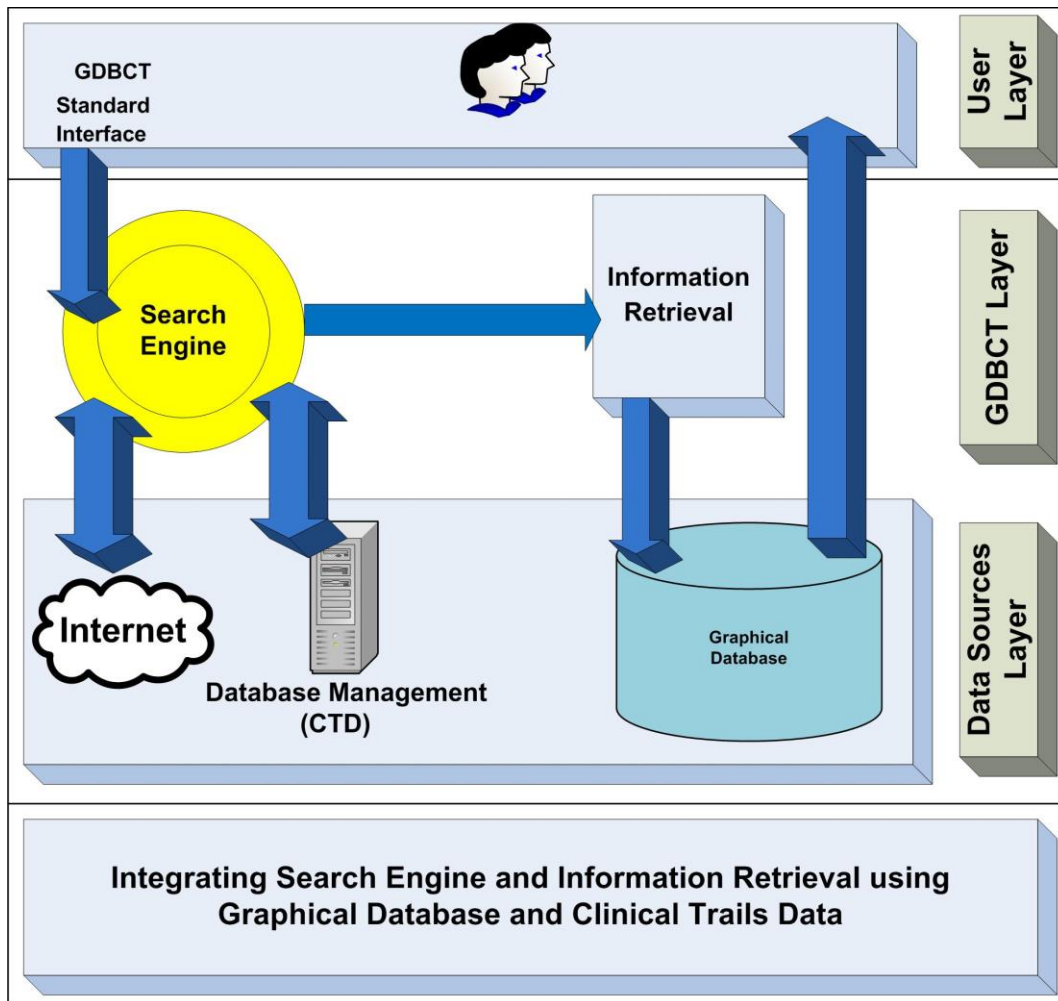 GDBCT
Standard
Interface
User
Layer
Search
Engine
Information
Retrieval
GDBCT Layer
Internet
Database Management
(CTD)
Graphical
Database
Data Sources
Layer
Integrating Search Engine and Information Retrieval using
Graphical Database and Clinical Trails Data